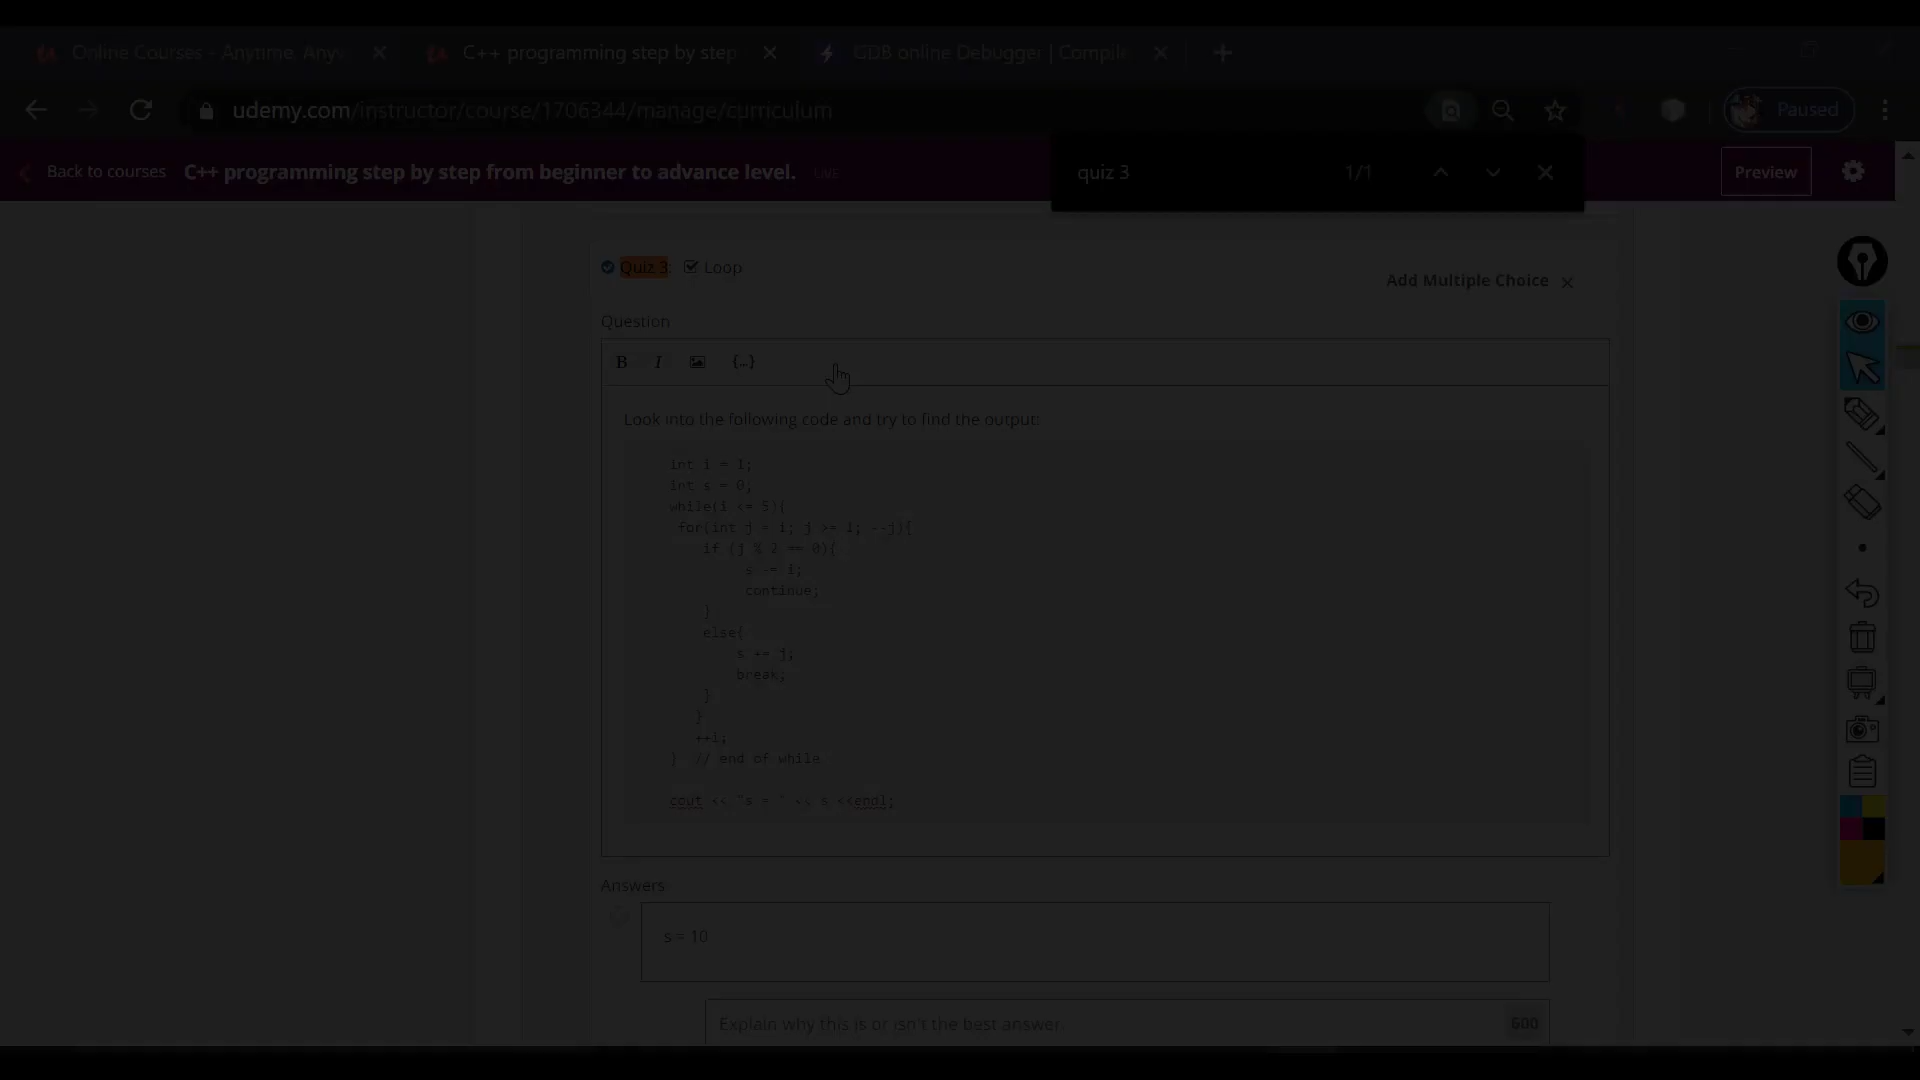 Online Courses - Anytime, Anyw
C++ programming step by step
GDB online Debugger | Compile
udemy.com/instructor/course/1706344/manage/curriculum
Paused
Back to courses
C++ programming step by step from beginner to advance level.
LIVE
quiz 3
1/1
Preview
Quiz 3: Loop
Add Multiple Choice
Question
B I {...}
Look into the following code and try to find the output:
int i = 1;
int s = 0;
while(i <= 5){
for(int j = i; j >= 1; --j){
if (j % 2 == 0){
s -= i;
continue;
}
else{
s += j;
break;
}
}
++i;
} // end of while
cout << "s = " << s <<endl;
Answers
s = 10
Explain why this is or isn't the best answer.
600